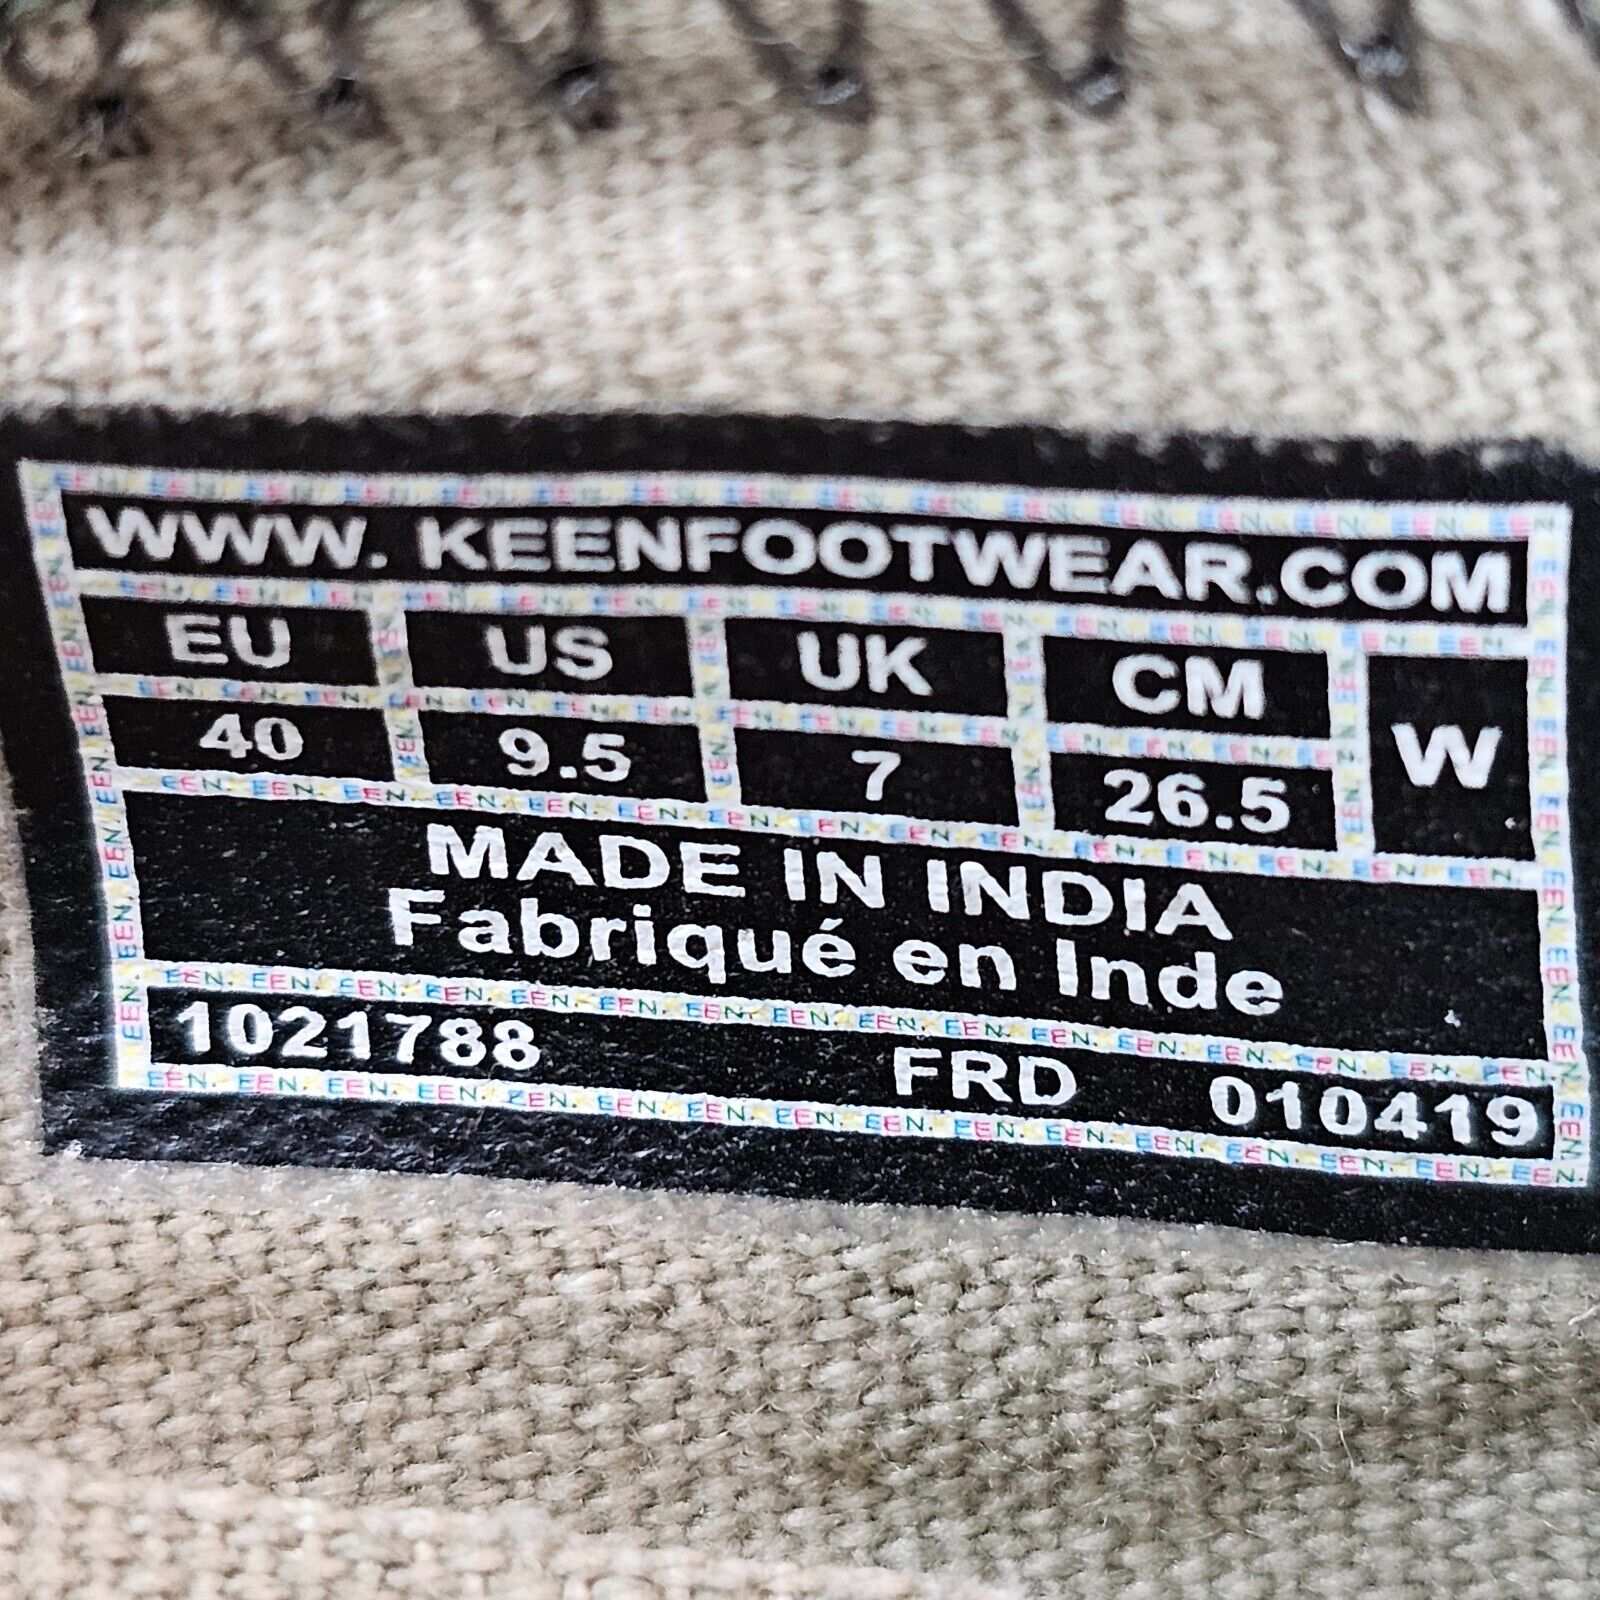 WWW. KEENFOOTWEAR.COM
EU US UK CM W
40 9.5 7 26.5
MADE IN INDIA
Fabriqué en Inde
1021788 FRD 010419